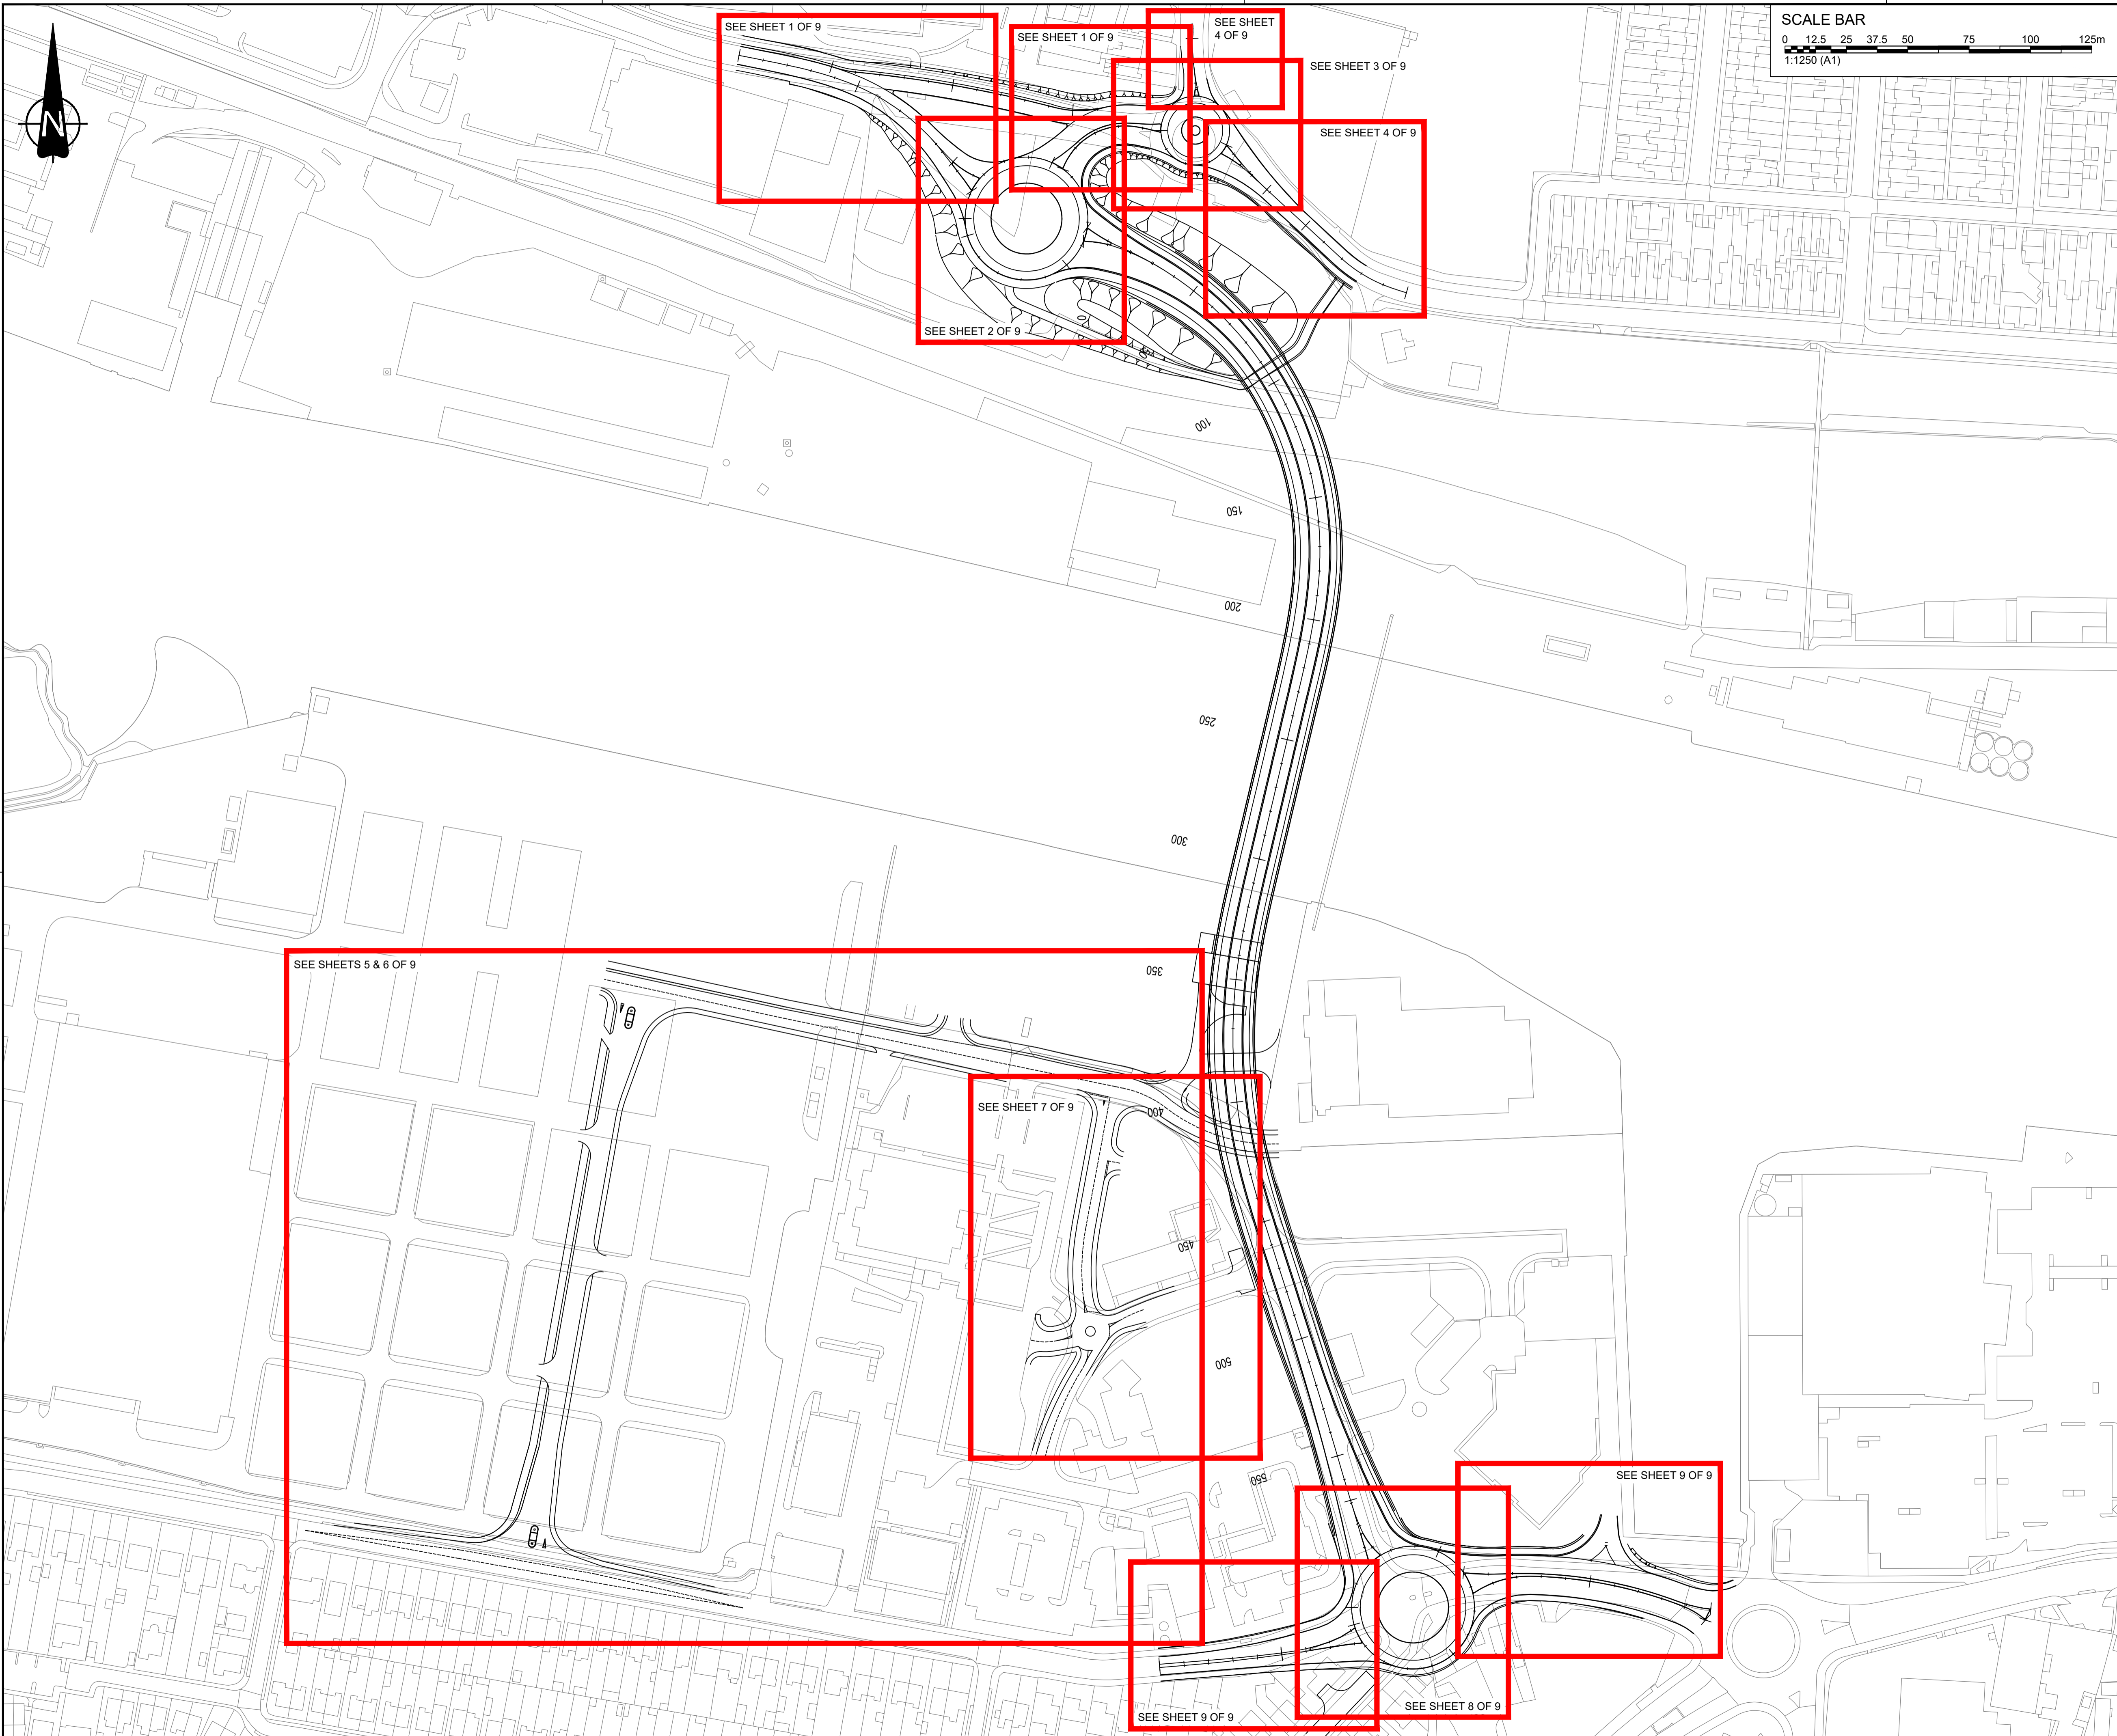 SEE SHEET 1 OF 9
SEE SHEET 1 OF 9
SEE SHEET
4 OF 9
SCALE BAR
0 12.5 25 37.5 50 75 100 125m
1:1250 (A1)
SEE SHEET 3 OF 9
N
SEE SHEET 4 OF 9
SEE SHEET 2 OF 9
100
150
200
250
300
350
SEE SHEETS 5 & 6 OF 9
SEE SHEET 7 OF 9
400
450
500
550
SEE SHEET 9 OF 9
SEE SHEET 8 OF 9
SEE SHEET 9 OF 9